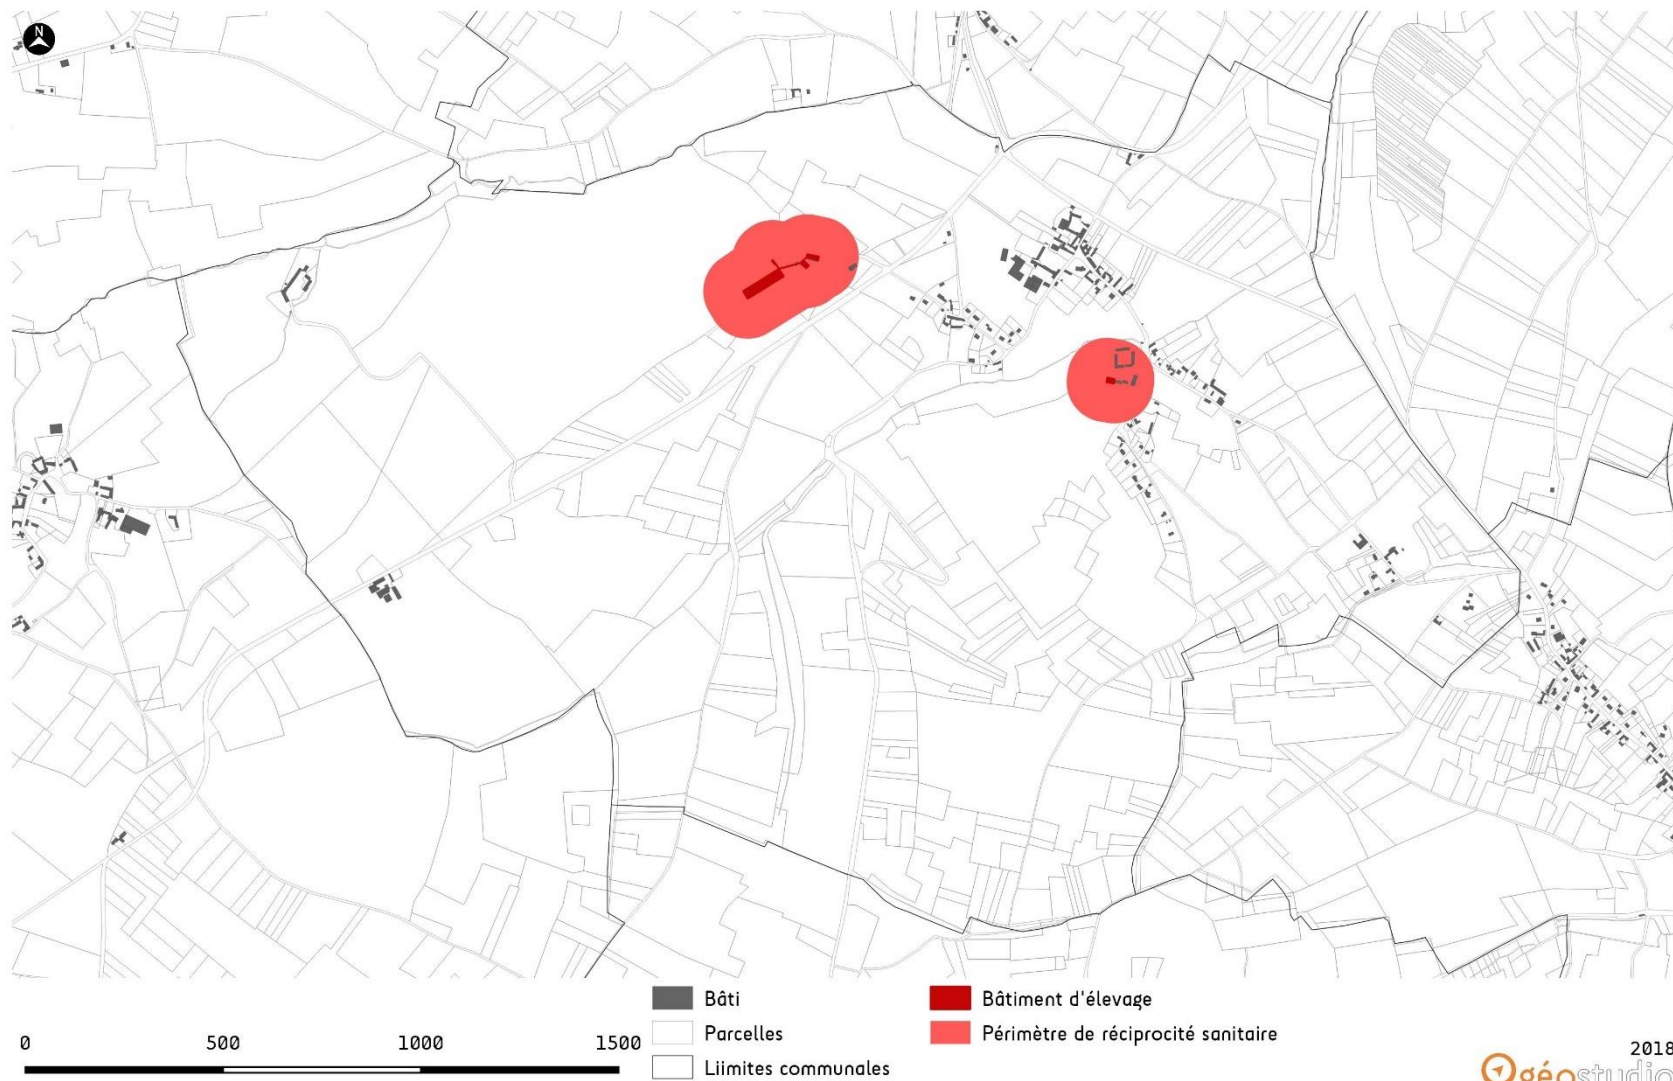 N
Bâti
Bâtiment d'élevage
Parcelles
Périmètre de réciprocité sanitaire
Liimites communales
0 500 1000 1500
2018
géostudio